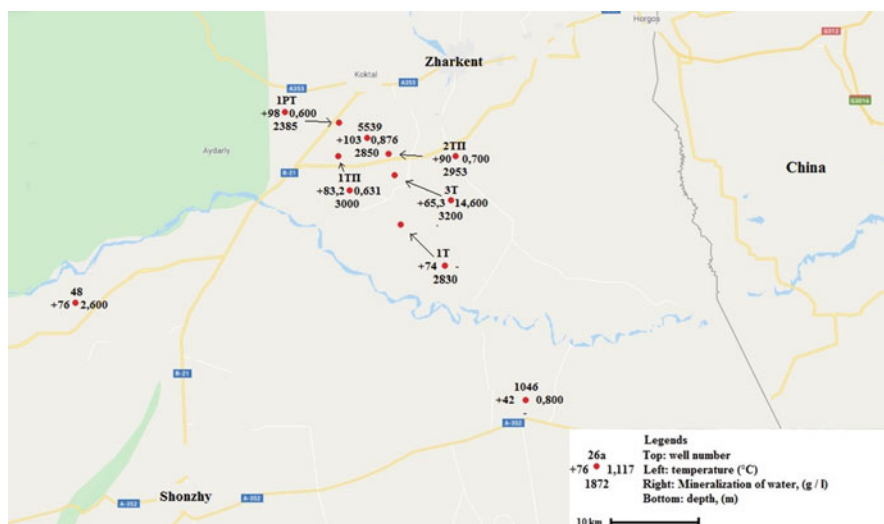 Horgos
G312
Zharkent
Koktal
A353
A353
1PT
+98 0,600
2385
5539
+103 0,876
2850
2TП
+90 0,700
2953
G3016
Aydarly
B-21
China
1TП
+83,2 0,631
3000
3T
+65,3 14,600
3200
-
1T
+74 -
2830
48
+76 2,600
B-21
1046
+42 0,800
-
A-352
Shonzhy
A-352
A-352
Legends
26a Top: well number
+76 1,117 Left: temperature (°C)
1872 Right: Mineralization of water, (g / l)
Bottom: depth, (m)
10 km